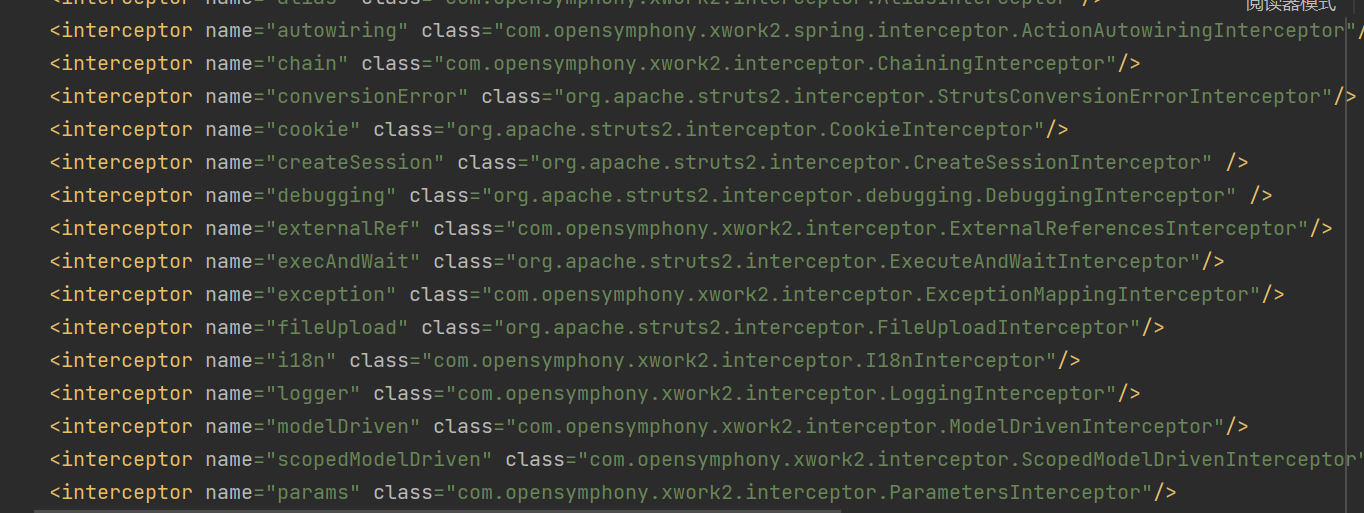 <interceptor name="alias" class="com.opensymphony.xwork2.interceptor.AliasInterceptor"/>
阅读器模式
<interceptor name="autowiring" class="com.opensymphony.xwork2.spring.interceptor.ActionAutowiringInterceptor"/
<interceptor name="chain" class="com.opensymphony.xwork2.interceptor.ChainingInterceptor"/>
<interceptor name="conversionError" class="org.apache.struts2.interceptor.StrutsConversionErrorInterceptor"/>
<interceptor name="cookie" class="org.apache.struts2.interceptor.CookieInterceptor"/>
<interceptor name="createSession" class="org.apache.struts2.interceptor.CreateSessionInterceptor" />
<interceptor name="debugging" class="org.apache.struts2.interceptor.debugging.DebuggingInterceptor" />
<interceptor name="externalRef" class="com.opensymphony.xwork2.interceptor.ExternalReferencesInterceptor"/>
<interceptor name="execAndWait" class="org.apache.struts2.interceptor.ExecuteAndWaitInterceptor"/>
<interceptor name="exception" class="com.opensymphony.xwork2.interceptor.ExceptionMappingInterceptor"/>
<interceptor name="fileUpload" class="org.apache.struts2.interceptor.FileUploadInterceptor"/>
<interceptor name="i18n" class="com.opensymphony.xwork2.interceptor.I18nInterceptor"/>
<interceptor name="logger" class="com.opensymphony.xwork2.interceptor.LoggingInterceptor"/>
<interceptor name="modelDriven" class="com.opensymphony.xwork2.interceptor.ModelDrivenInterceptor"/>
<interceptor name="scopedModelDriven" class="com.opensymphony.xwork2.interceptor.ScopedModelDrivenInterceptor"
<interceptor name="params" class="com.opensymphony.xwork2.interceptor.ParametersInterceptor"/>